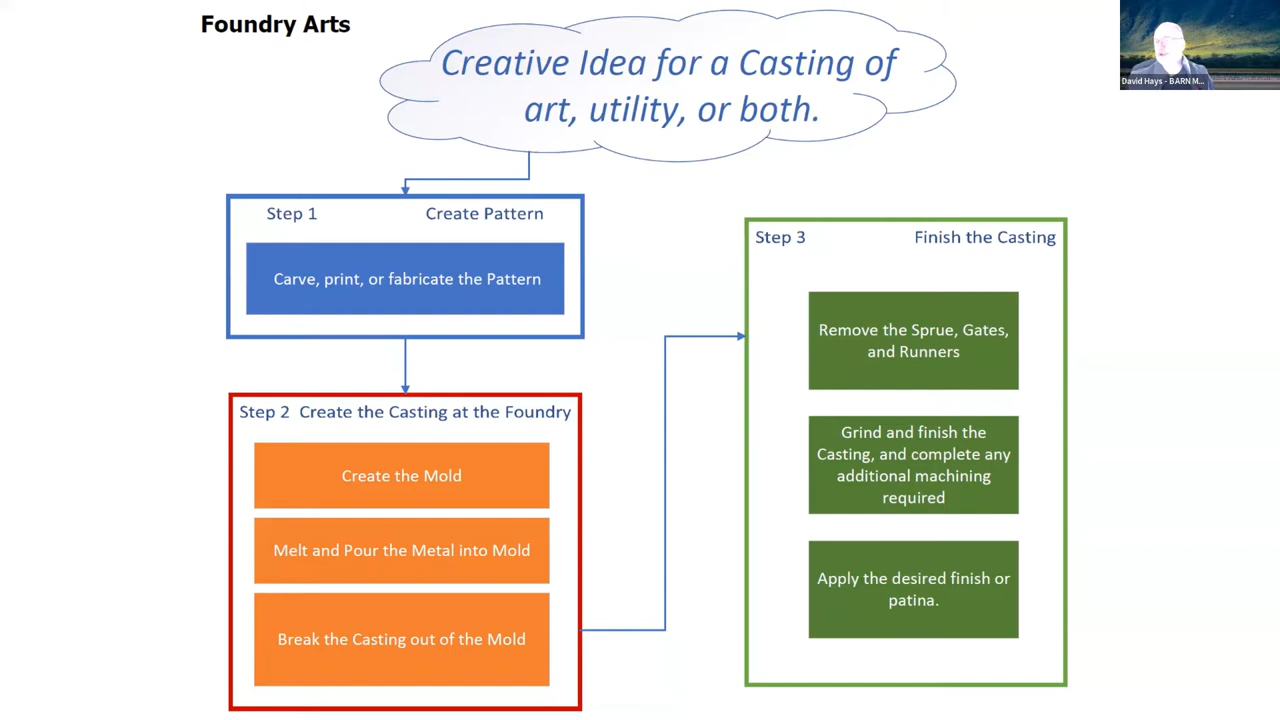 Foundry Arts
Creative Idea for a Casting of
art, utility, or both.
David Hays - BARN M...
Step 1 Create Pattern
Carve, print, or fabricate the Pattern
Step 2 Create the Casting at the Foundry
Create the Mold
Melt and Pour the Metal into Mold
Break the Casting out of the Mold
Step 3 Finish the Casting
Remove the Sprue, Gates,
and Runners
Grind and finish the
Casting, and complete any
additional machining
required
Apply the desired finish or
patina.